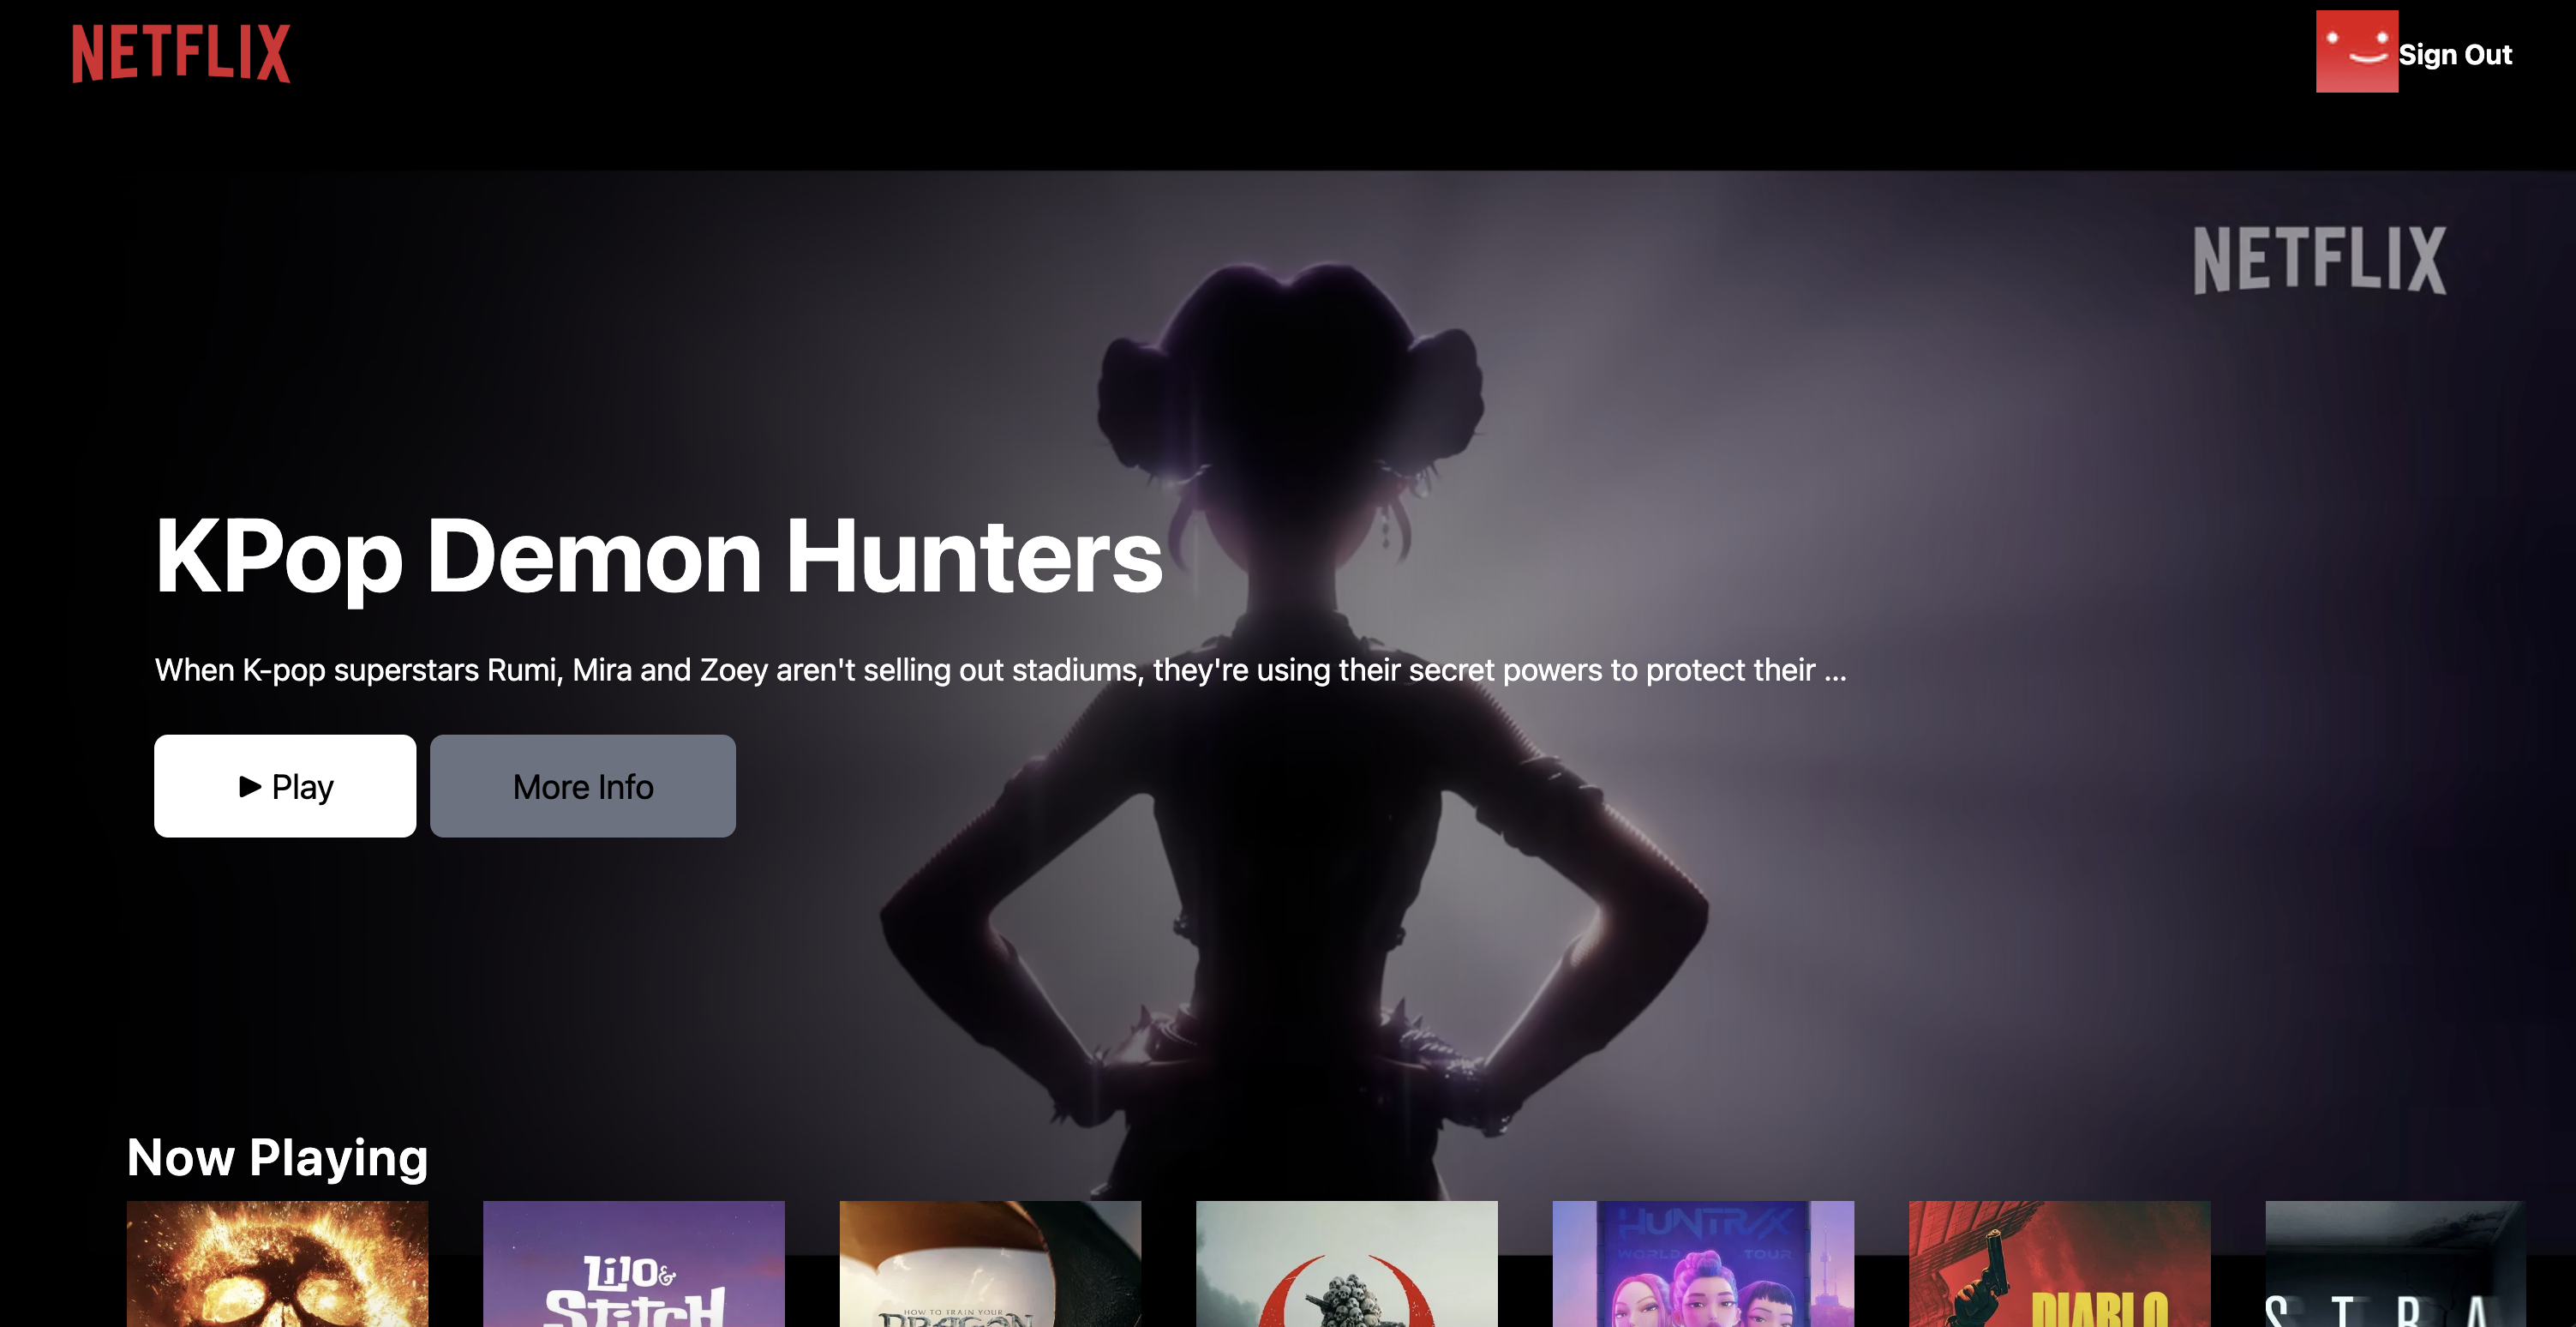 NETFLIX
Sign Out
NETFLIX
KPop Demon Hunters
When K-pop superstars Rumi, Mira and Zoey aren't selling out stadiums, they're using their secret powers to protect their ...
Play
More Info
Now Playing
Lilo &
Stitch
HOW TO TRAIN YOUR
DRAGON
HUNTR/X
WORLD TOUR
DIABLO
STRA